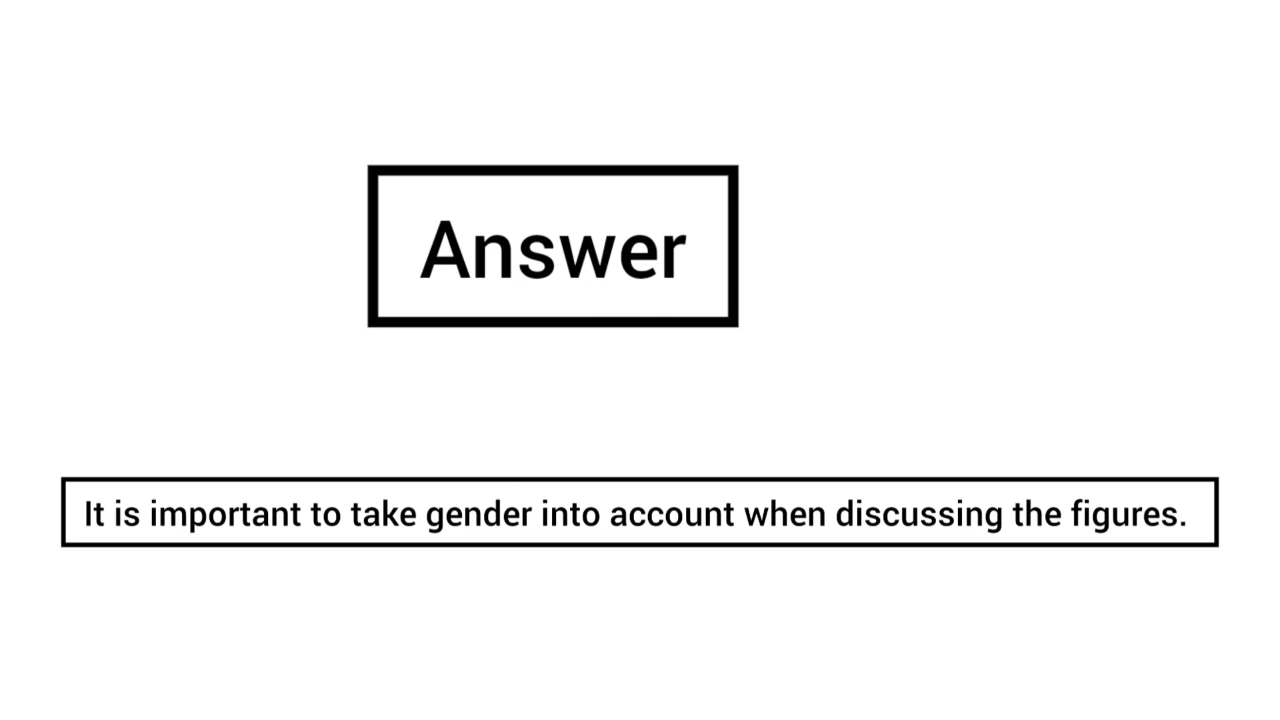 Answer
It is important to take gender into account when discussing the figures.